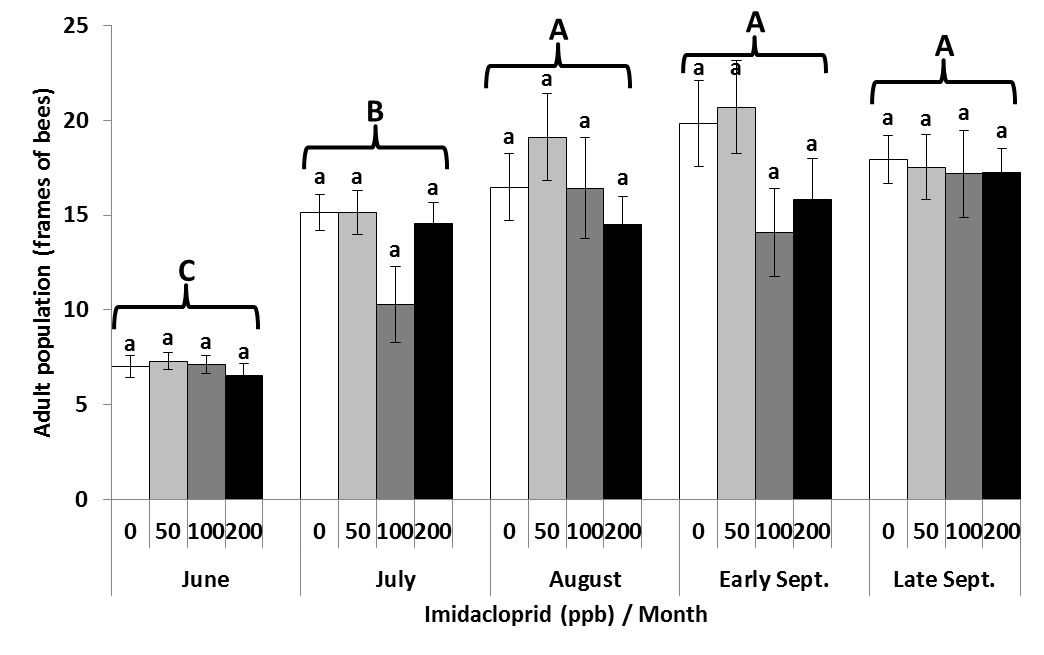 25
20
15
10
5
0
Adult population (frames of bees)
C
B
A
A
A
a a a a
a a a a
a a a a
a a a a
a a a a
0 50 100 200 0 50 100 200 0 50 100 200 0 50 100 200 0 50 100 200
June July August Early Sept. Late Sept.
Imidacloprid (ppb) / Month